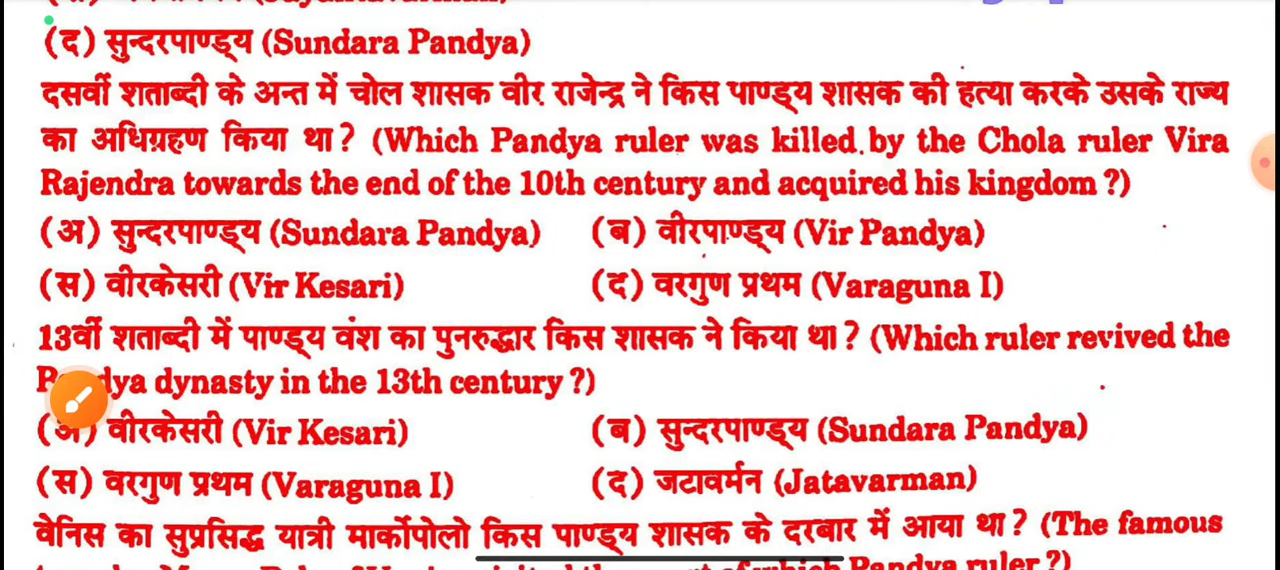 (द) सुन्दरपाण्ड्य (Sundara Pandya)
दसवीं शताब्दी के अन्त में चोल शासक वीर राजेन्द्र ने किस पाण्ड्य शासक की हत्या करके उसके राज्य
का अधिग्रहण किया था? (Which Pandya ruler was killed by the Chola ruler Vira
Rajendra towards the end of the 10th century and acquired his kingdom ?)
(अ) सुन्दरपाण्ड्य (Sundara Pandya) (ब) वीरपाण्ड्य (Vir Pandya)
(स) वीरकेसरी (Vir Kesari) (द) वरगुण प्रथम (Varaguna I)
13वीं शताब्दी में पाण्ड्य वंश का पुनरुद्धार किस शासक ने किया था? (Which ruler revived the
dynasty in the 13th century ?)
(अ) वीरकेसरी (Vir Kesari) (ब) सुन्दरपाण्ड्य (Sundara Pandya)
(स) वरगुण प्रथम (Varaguna I) (द) जटावर्मन (Jatavarman)
वेनिस का सुप्रसिद्ध यात्री मार्कोपोलो किस पाण्ड्य शासक के दरबार में आया था? (The famous
Pandya ruler ?)